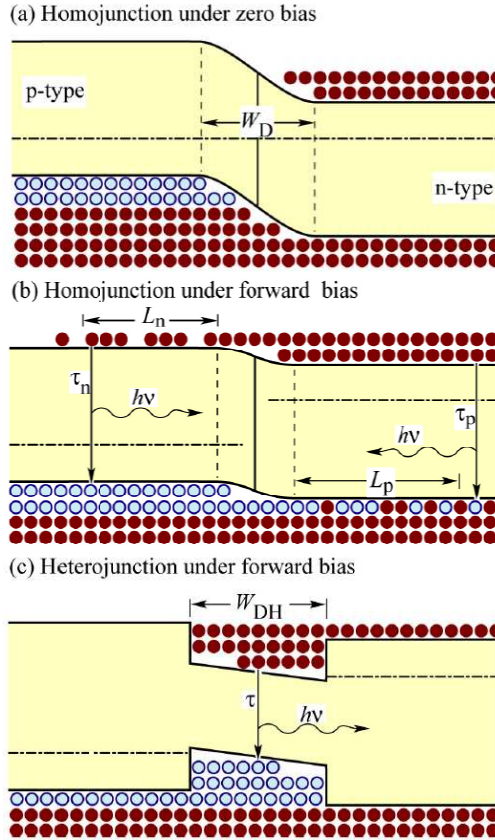 (a) Homojunction under zero bias
p-type
W_D
n-type
(b) Homojunction under forward bias
L_n
τ_n
hν
hν
τ_p
L_p
(c) Heterojunction under forward bias
W_DH
τ
hν